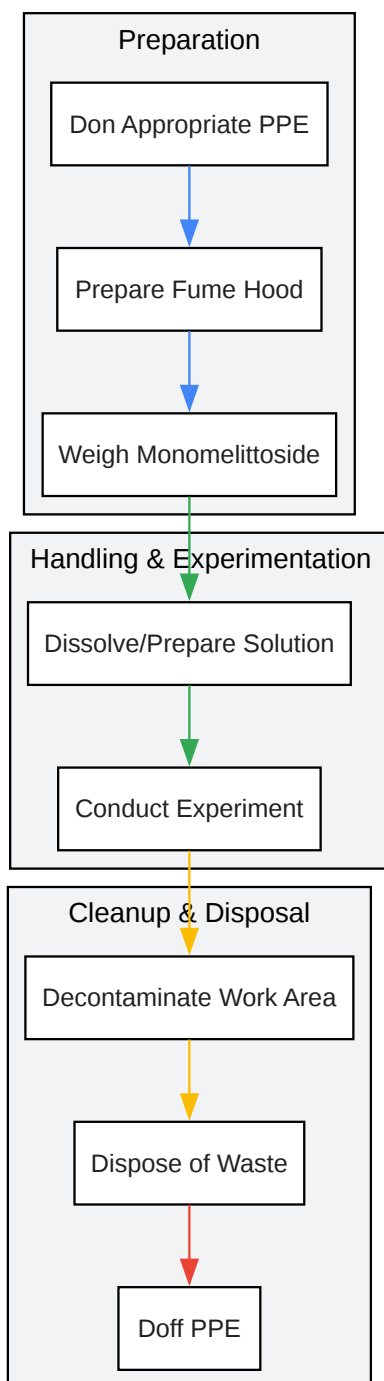 Preparation
Don Appropriate PPE
Prepare Fume Hood
Weigh Monomelittoside
Handling & Experimentation
Dissolve/Prepare Solution
Conduct Experiment
Cleanup & Disposal
Decontaminate Work Area
Dispose of Waste
Doff PPE